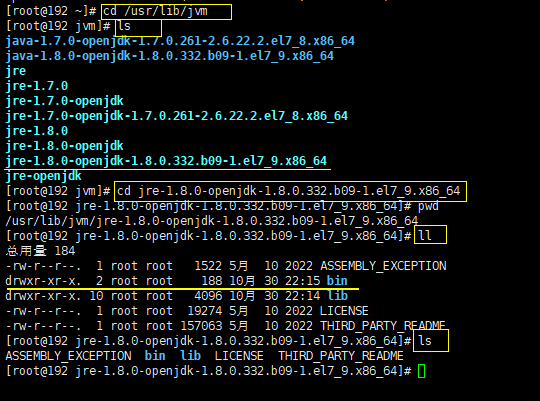 [root@192 ~]# cd /usr/lib/jvm
[root@192 jvm]# ls
java-1.7.0-openjdk-1.7.0.261-2.6.22.2.el7_8.x86_64
java-1.8.0-openjdk-1.8.0.332.b09-1.el7_9.x86_64
jre
jre-1.7.0
jre-1.7.0-openjdk
jre-1.7.0-openjdk-1.7.0.261-2.6.22.2.el7_8.x86_64
jre-1.8.0
jre-1.8.0-openjdk
jre-1.8.0-openjdk-1.8.0.332.b09-1.el7_9.x86_64
jre-openjdk
[root@192 jvm]# cd jre-1.8.0-openjdk-1.8.0.332.b09-1.el7_9.x86_64
[root@192 jre-1.8.0-openjdk-1.8.0.332.b09-1.el7_9.x86_64]# pwd
/usr/lib/jvm/jre-1.8.0-openjdk-1.8.0.332.b09-1.el7_9.x86_64
[root@192 jre-1.8.0-openjdk-1.8.0.332.b09-1.el7_9.x86_64]# ll
总用量 184
-rw-r--r--. 1 root root 1522 5月 10 2022 ASSEMBLY_EXCEPTION
drwxr-xr-x. 2 root root 188 10月 30 22:15 bin
drwxr-xr-x. 10 root root 4096 10月 30 22:14 lib
-rw-r--r--. 1 root root 19274 5月 10 2022 LICENSE
-rw-r--r--. 1 root root 157063 5月 10 2022 THIRD_PARTY_README
[root@192 jre-1.8.0-openjdk-1.8.0.332.b09-1.el7_9.x86_64]# ls
ASSEMBLY_EXCEPTION bin lib LICENSE THIRD_PARTY_README
[root@192 jre-1.8.0-openjdk-1.8.0.332.b09-1.el7_9.x86_64]#